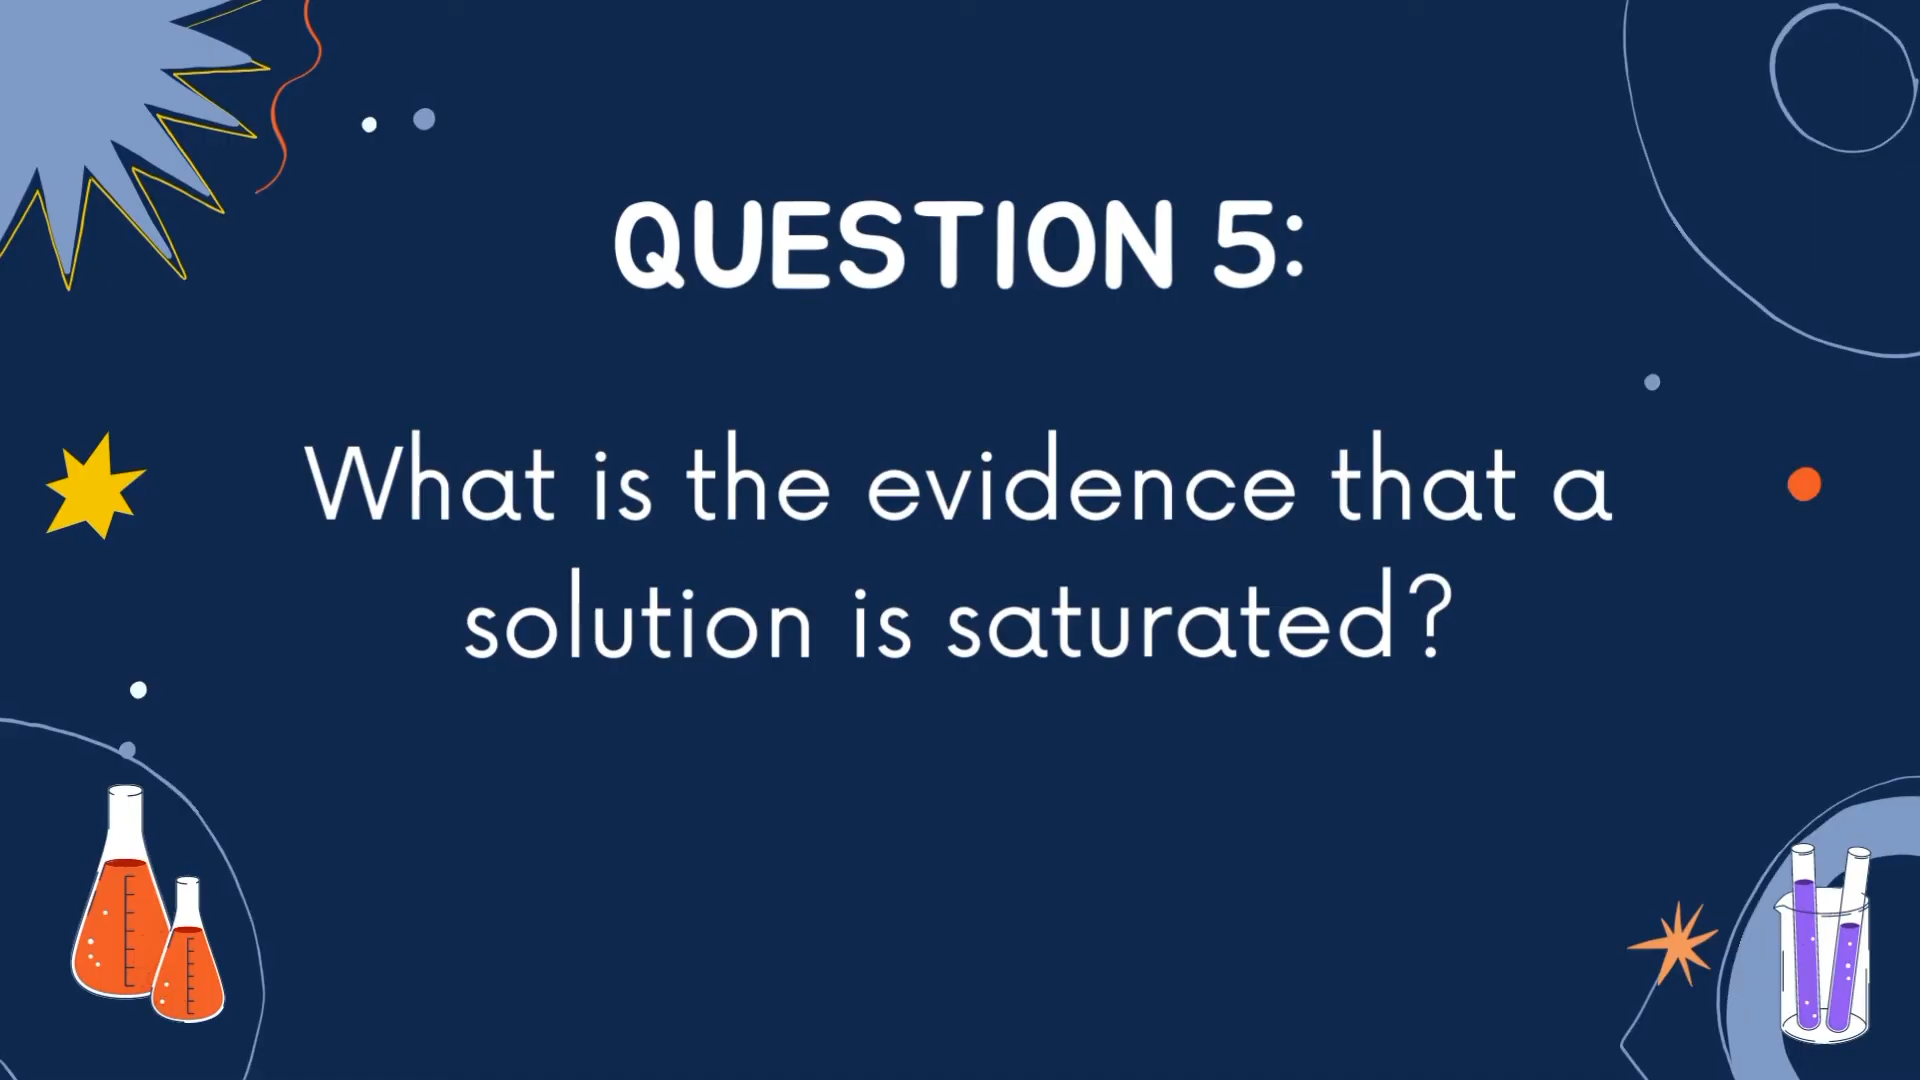 QUESTION 5:
What is the evidence that a
solution is saturated?